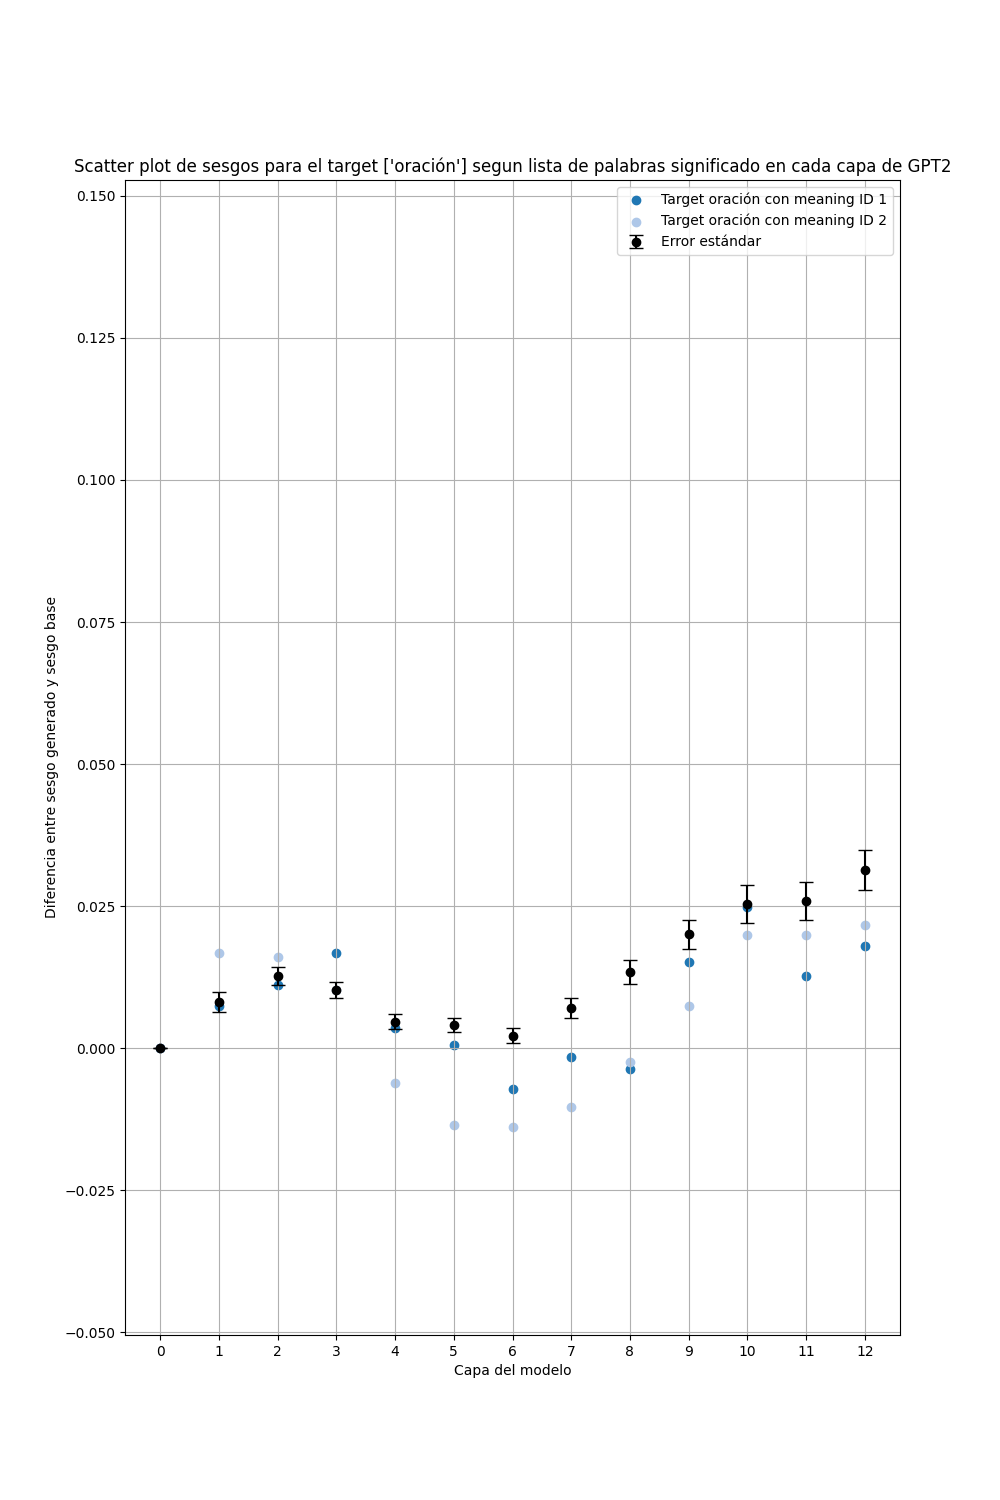 Scatter plot de sesgos para el target ['oración'] segun lista de palabras significado en cada capa de GPT2
Target oración con meaning ID 1
Target oración con meaning ID 2
Error estándar
0.150
0.125
0.100
0.075
0.050
0.025
0.000
−0.025
−0.050
Diferencia entre sesgo generado y sesgo base
0 1 2 3 4 5 6 7 8 9 10 11 12
Capa del modelo